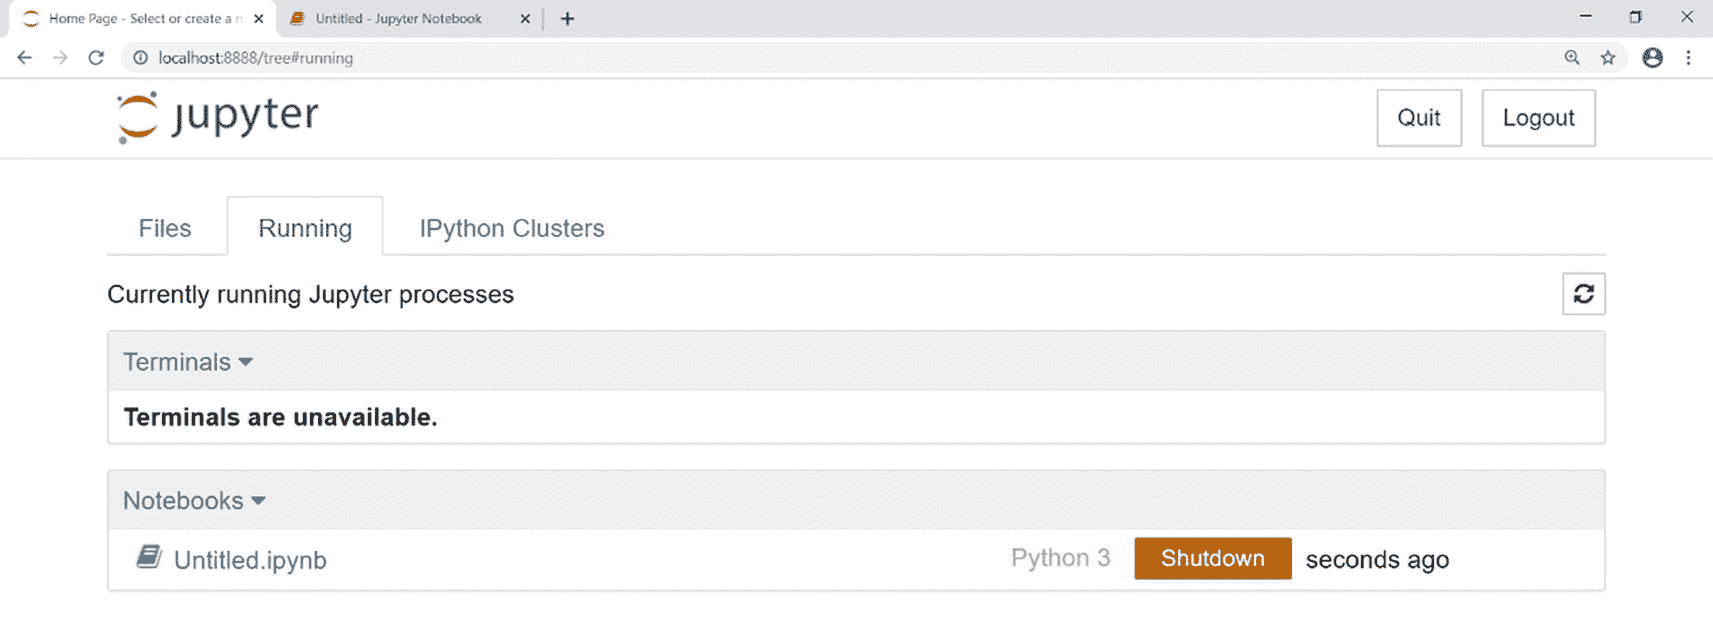 Home Page - Select or create a n
Untitled - Jupyter Notebook
localhost:8888/tree#running
jupyter
Quit
Logout
Files
Running
IPython Clusters
Currently running Jupyter processes
Terminals
Terminals are unavailable.
Notebooks
Untitled.ipynb
Python 3
Shutdown
seconds ago